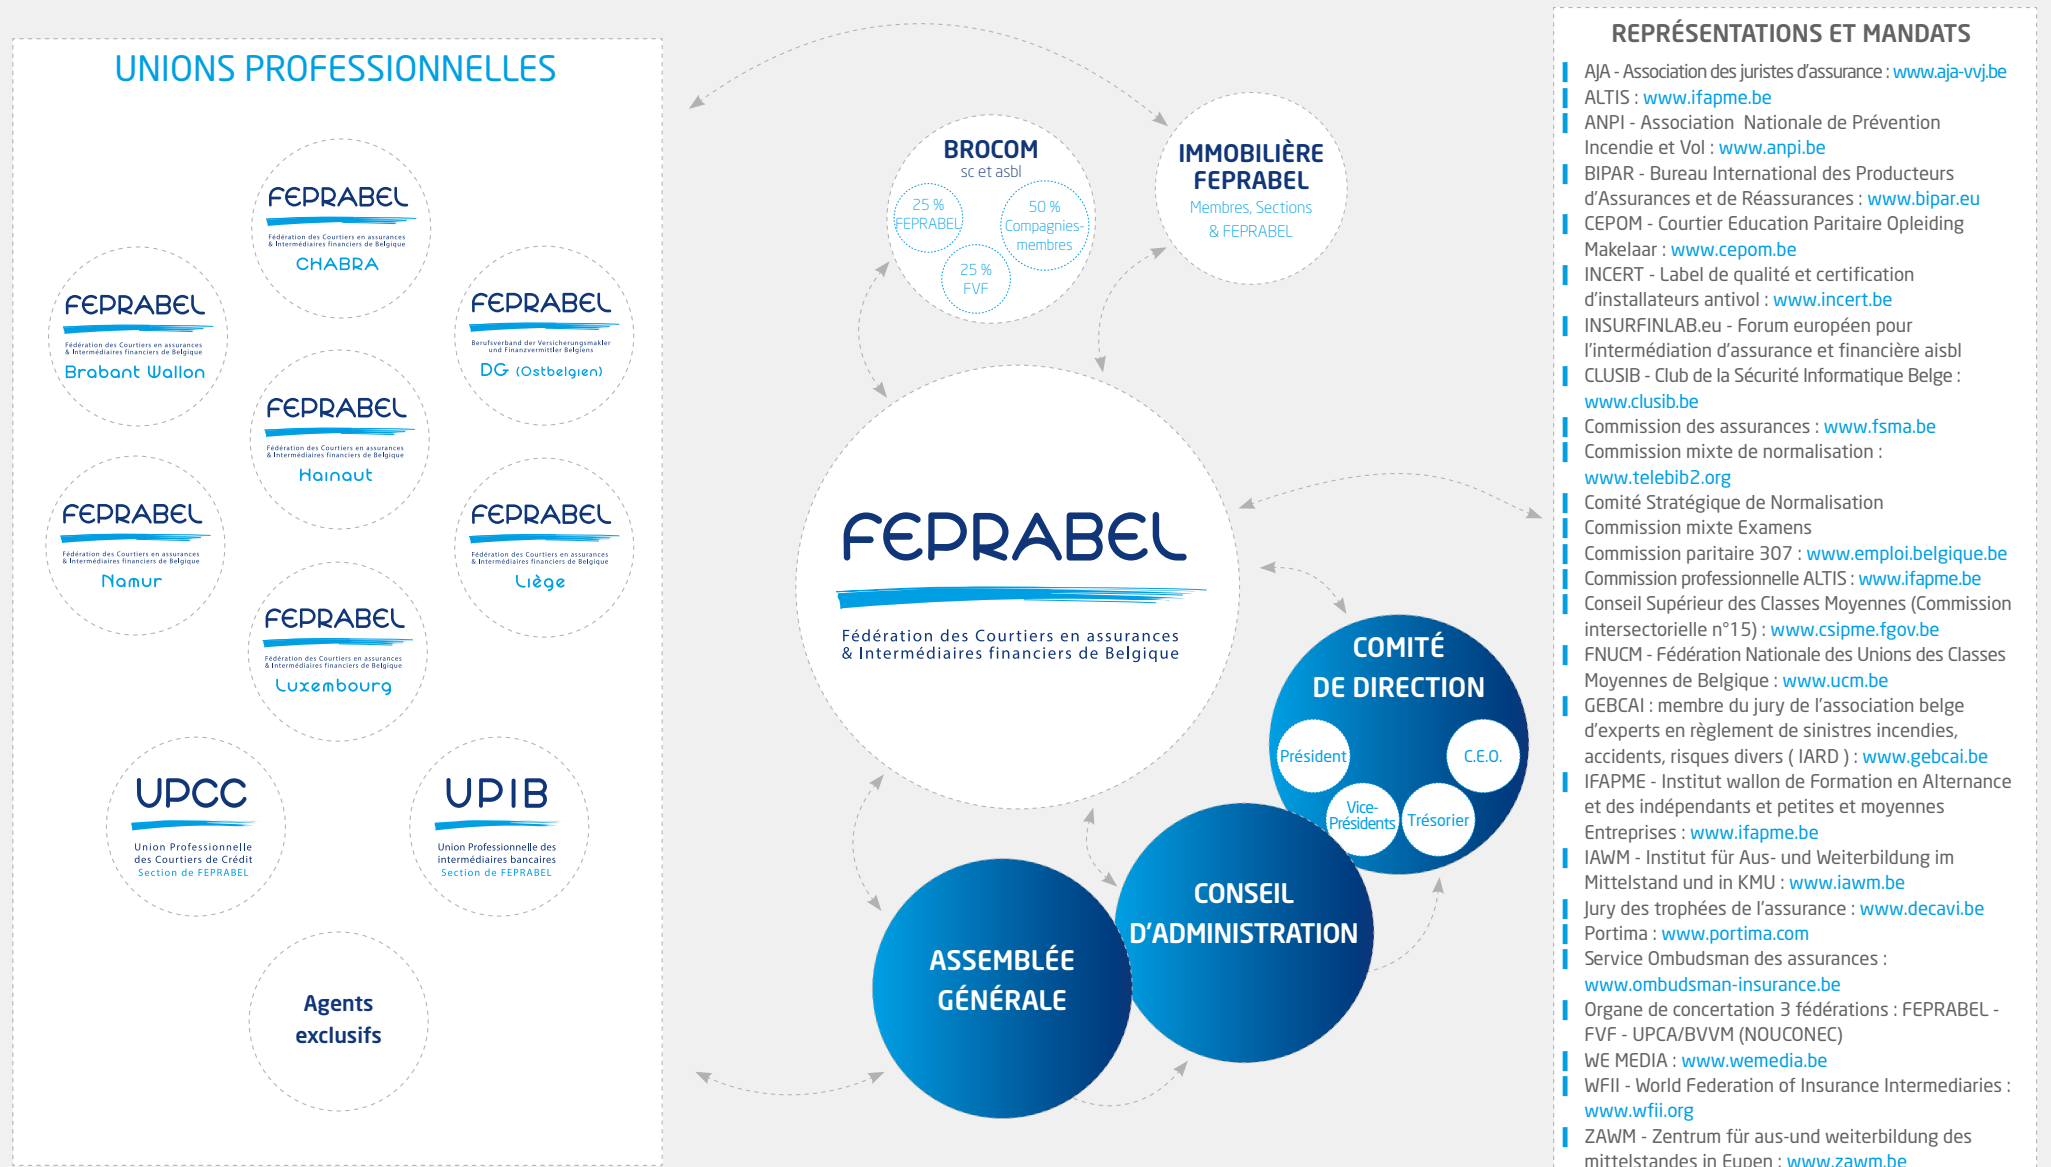 UNIONS PROFESSIONNELLES
FEPRABEL
Fédération des Courtiers en assurances
& Intermédiaires financiers de Belgique
CHABRA
FEPRABEL
Fédération des Courtiers en assurances
& Intermédiaires financiers de Belgique
Brabant Wallon
FEPRABEL
Berufsverband der Versicherungsmakler
und Finanzvermittler Belgiens
DG (Ostbelgien)
FEPRABEL
Fédération des Courtiers en assurances
& Intermédiaires financiers de Belgique
Hainaut
FEPRABEL
Fédération des Courtiers en assurances
& Intermédiaires financiers de Belgique
Namur
FEPRABEL
Fédération des Courtiers en assurances
& Intermédiaires financiers de Belgique
Liège
FEPRABEL
Fédération des Courtiers en assurances
& Intermédiaires financiers de Belgique
Luxembourg
UPCC
Union Professionnelle
des Courtiers de Crédit
Section de FEPRABEL
UPIB
Union Professionnelle des
intermédiaires bancaires
Section de FEPRABEL
Agents
exclusifs
BROCOM
sc et asbl
25 %
FEPRABEL
50 %
Compagnies-
membres
25 %
FVF
IMMOBILIÈRE
FEPRABEL
Membres, Sections
& FEPRABEL
FEPRABEL
Fédération des Courtiers en assurances
& Intermédiaires financiers de Belgique
COMITÉ
DE DIRECTION
Président
C.E.O.
Vice-
Présidents
Trésorier
CONSEIL
D'ADMINISTRATION
ASSEMBLÉE
GÉNÉRALE
REPRÉSENTATIONS ET MANDATS
AJA - Association des juristes d'assurance : www.aja-vvj.be
ALTIS : www.ifapme.be
ANPI - Association Nationale de Prévention
Incendie et Vol : www.anpi.be
BIPAR - Bureau International des Producteurs
d'Assurances et de Réassurances : www.bipar.eu
CEPOM - Courtier Education Paritaire Opleiding
Makelaar : www.cepom.be
INCERT - Label de qualité et certification
d'installateurs antivol : www.incert.be
INSURFINLAB.eu - Forum européen pour
l'intermédiation d'assurance et financière aisbl
CLUSIB - Club de la Sécurité Informatique Belge :
www.clusib.be
Commission des assurances : www.fsma.be
Commission mixte de normalisation :
www.telebib2.org
Comité Stratégique de Normalisation
Commission mixte Examens
Commission paritaire 307 : www.emploi.belgique.be
Commission professionnelle ALTIS : www.ifapme.be
Conseil Supérieur des Classes Moyennes (Commission
intersectorielle n°15) : www.csipme.fgov.be
FNUCM - Fédération Nationale des Unions des Classes
Moyennes de Belgique : www.ucm.be
GEBCAI : membre du jury de l'association belge
d'experts en règlement de sinistres incendies,
accidents, risques divers ( IARD ) : www.gebcai.be
IFAPME - Institut wallon de Formation en Alternance
et des indépendants et petites et moyennes
Entreprises : www.ifapme.be
IAWM - Institut für Aus- und Weiterbildung im
Mittelstand und in KMU : www.iawm.be
Jury des trophées de l'assurance : www.decavi.be
Portima : www.portima.com
Service Ombudsman des assurances :
www.ombudsman-insurance.be
Organe de concertation 3 fédérations : FEPRABEL -
FVF - UPCA/BVVM (NOUCONEC)
WE MEDIA : www.wemedia.be
WFII - World Federation of Insurance Intermediaries :
www.wfii.org
ZAWM - Zentrum für aus-und weiterbildung des
mittelstandes in Eupen : www.zawm.be